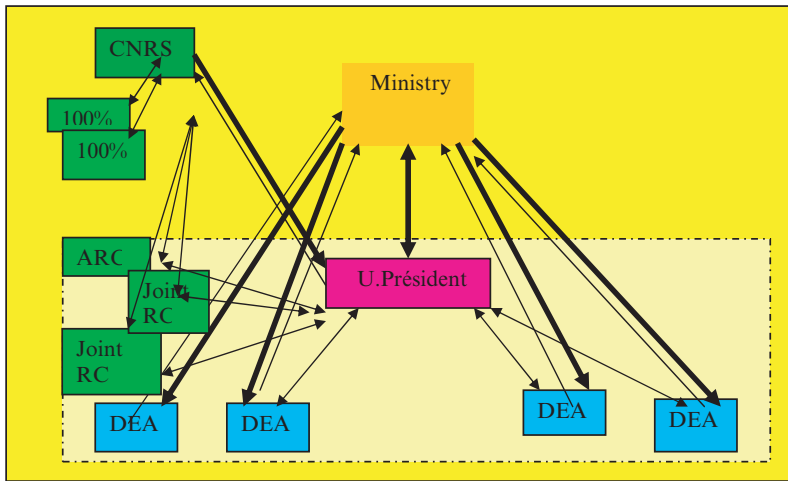 CNRS
Ministry
100%
100%
ARC
U.Président
Joint
RC
Joint
RC
DEA
DEA
DEA
DEA